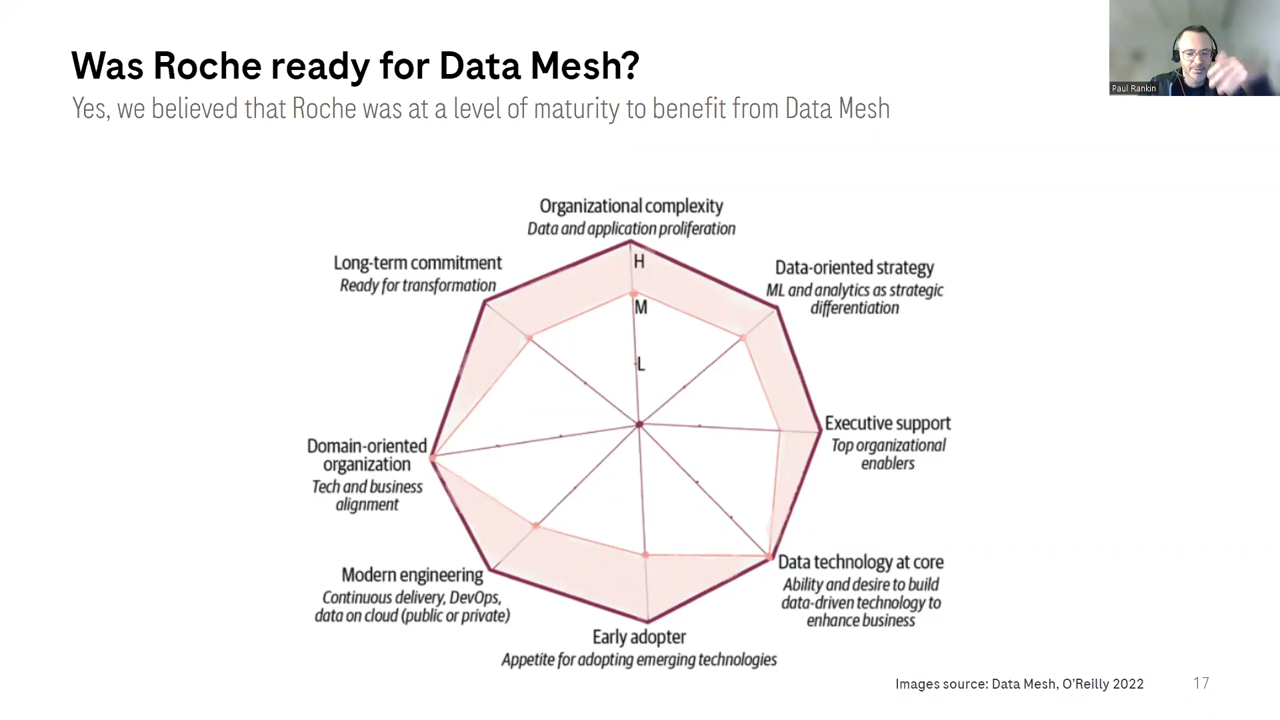 Was Roche ready for Data Mesh?
Yes, we believed that Roche was at a level of maturity to benefit from Data Mesh
Paul Rankin
Organizational complexity
Data and application proliferation
H
M
L
Long-term commitment
Ready for transformation
Data-oriented strategy
ML and analytics as strategic
differentiation
Executive support
Top organizational
enablers
Domain-oriented
organization
Tech and business
alignment
Data technology at core
Ability and desire to build
data-driven technology to
enhance business
Modern engineering
Continuous delivery, DevOps,
data on cloud (public or private)
Early adopter
Appetite for adopting emerging technologies
Images source: Data Mesh, O'Reilly 2022
17